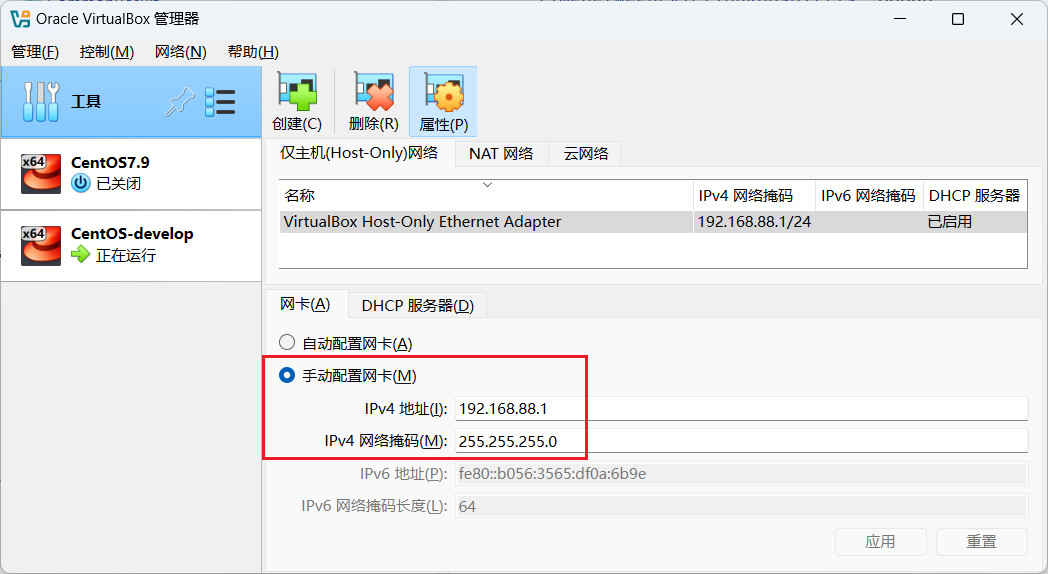 Oracle VirtualBox 管理器
管理(F) 控制(M) 网络(N) 帮助(H)
工具
创建(C) 删除(R) 属性(P)
x64 CentOS7.9
已关闭
x64 CentOS-develop
正在运行
仅主机(Host-Only)网络 NAT 网络 云网络
名称 IPv4 网络掩码 IPv6 网络掩码 DHCP 服务器
VirtualBox Host-Only Ethernet Adapter 192.168.88.1/24 已启用
网卡(A) DHCP 服务器(D)
自动配置网卡(A)
手动配置网卡(M)
IPv4 地址(I): 192.168.88.1
IPv4 网络掩码(M): 255.255.255.0
IPv6 地址(P): fe80::b056:3565:df0a:6b9e
IPv6 网络掩码长度(L): 64
应用 重置